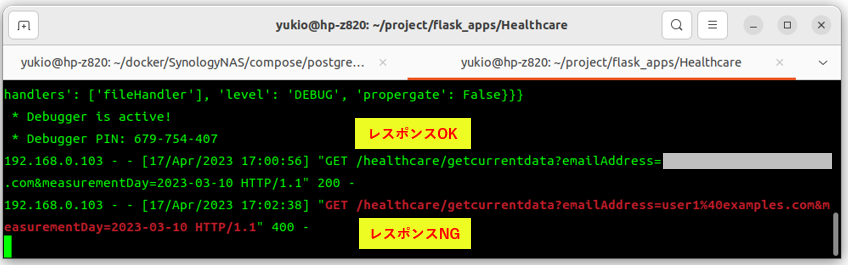 yukio@hp-z820: ~/project/flask_apps/Healthcare
yukio@hp-z820: ~/docker/SynologyNAS/compose/postgre...
yukio@hp-z820: ~/project/flask_apps/Healthcare
handlers': ['fileHandler'], 'level': 'DEBUG', 'propergate': False}}}
* Debugger is active!
* Debugger PIN: 679-754-407
レスポンスOK
192.168.0.103 - - [17/Apr/2023 17:00:56] "GET /healthcare/getcurrentdata?emailAddress=
.com&measurementDay=2023-03-10 HTTP/1.1" 200 -
192.168.0.103 - - [17/Apr/2023 17:02:38] "GET /healthcare/getcurrentdata?emailAddress=user1%40examples.com&m
easurementDay=2023-03-10 HTTP/1.1" 400 -
レスポンスNG